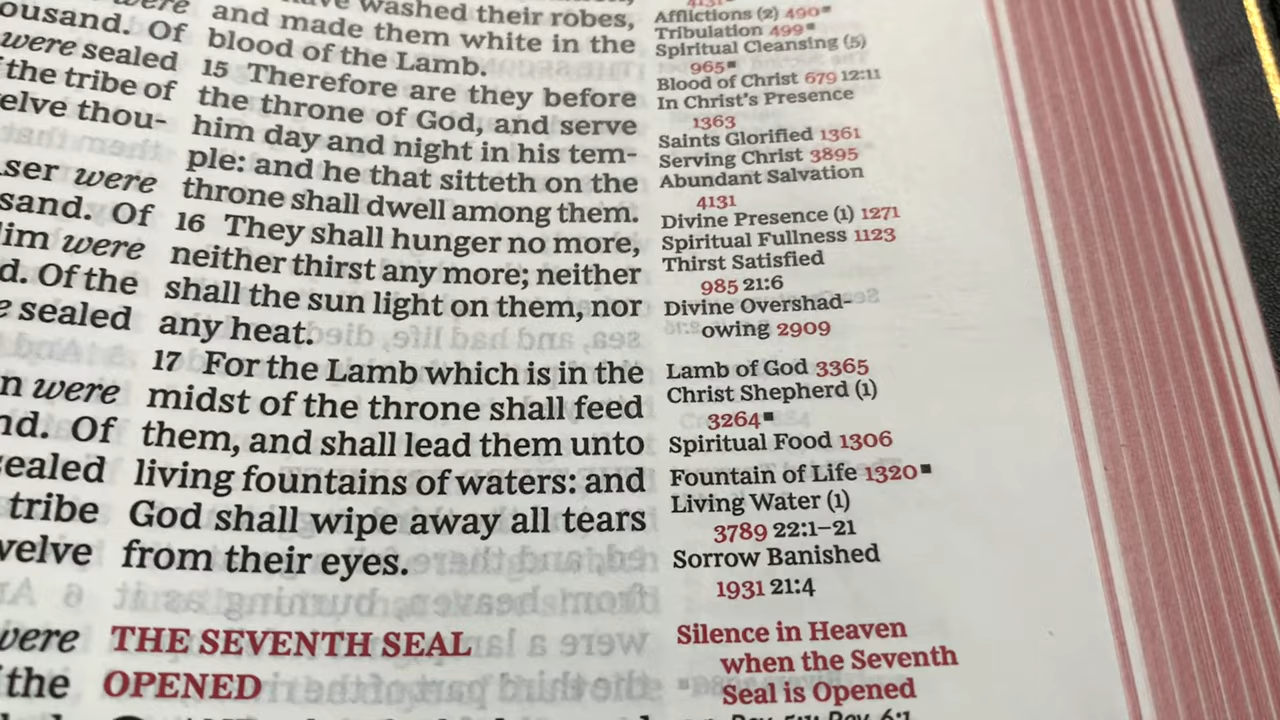 ousand. Of
were sealed
the tribe of
elve thou-
ser were
sand. Of
im were
d. Of the
sealed
n were
nd. Of
sealed
tribe
welve
were
the
washed their robes,
and made them white in the
blood of the Lamb.
15 Therefore are they before
the throne of God, and serve
him day and night in his tem-
ple: and he that sitteth on the
throne shall dwell among them.
16 They shall hunger no more,
neither thirst any more; neither
shall the sun light on them, nor
any heat.
17 For the Lamb which is in the
midst of the throne shall feed
them, and shall lead them unto
living fountains of waters: and
God shall wipe away all tears
from their eyes.
THE SEVENTH SEAL
OPENED
Afflictions (2) 490■
Tribulation 499■
Spiritual Cleansing (5)
965■
Blood of Christ 679 12:11
In Christ's Presence
1363
Saints Glorified 1361
Serving Christ 3895
Abundant Salvation
4131
Divine Presence (1) 1271
Spiritual Fullness 1123
Thirst Satisfied
985 21:6
Divine Overshad-
owing 2909
Lamb of God 3365
Christ Shepherd (1)
3264■
Spiritual Food 1306
Fountain of Life 1320■
Living Water (1)
3789 22:1–21
Sorrow Banished
1931 21:4
Silence in Heaven
when the Seventh
Seal is Opened
Rev. 6:1